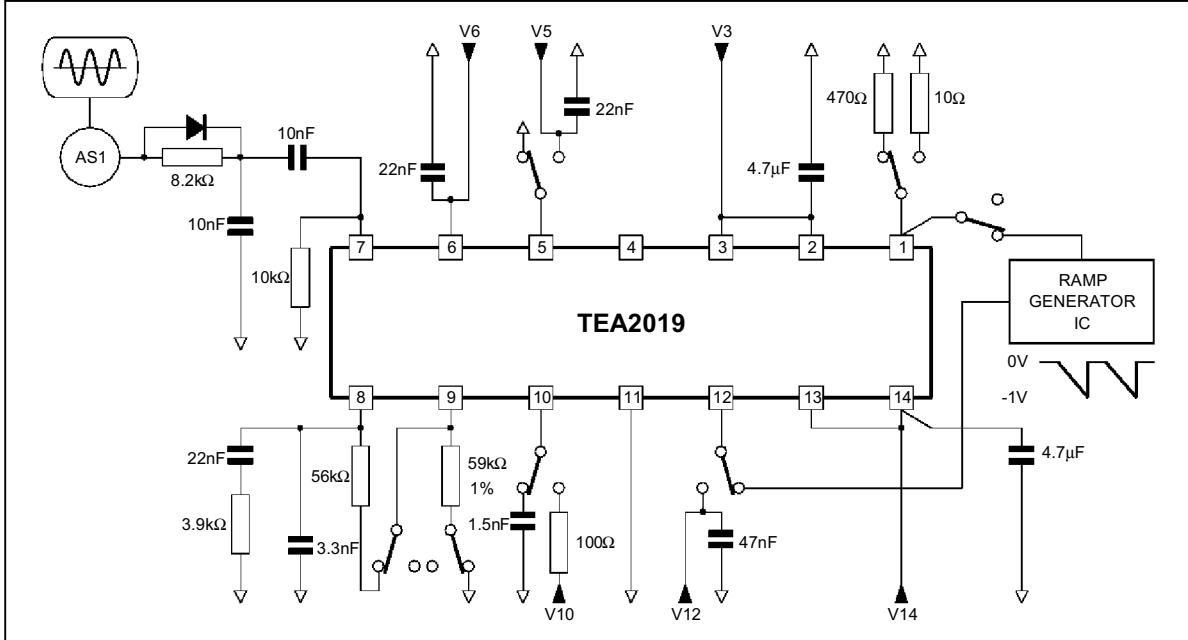 V6
V5
V3
AS1
8.2kΩ
10nF
22nF
22nF
4.7μF
470Ω
10Ω
10nF
10kΩ
7
6
5
4
3
2
1
TEA2019
RAMP
GENERATOR
IC
0V
-1V
8
9
10
11
12
13
14
22nF
3.9kΩ
3.3nF
56kΩ
59kΩ
1%
1.5nF
100Ω
47nF
4.7μF
V10
V12
V14